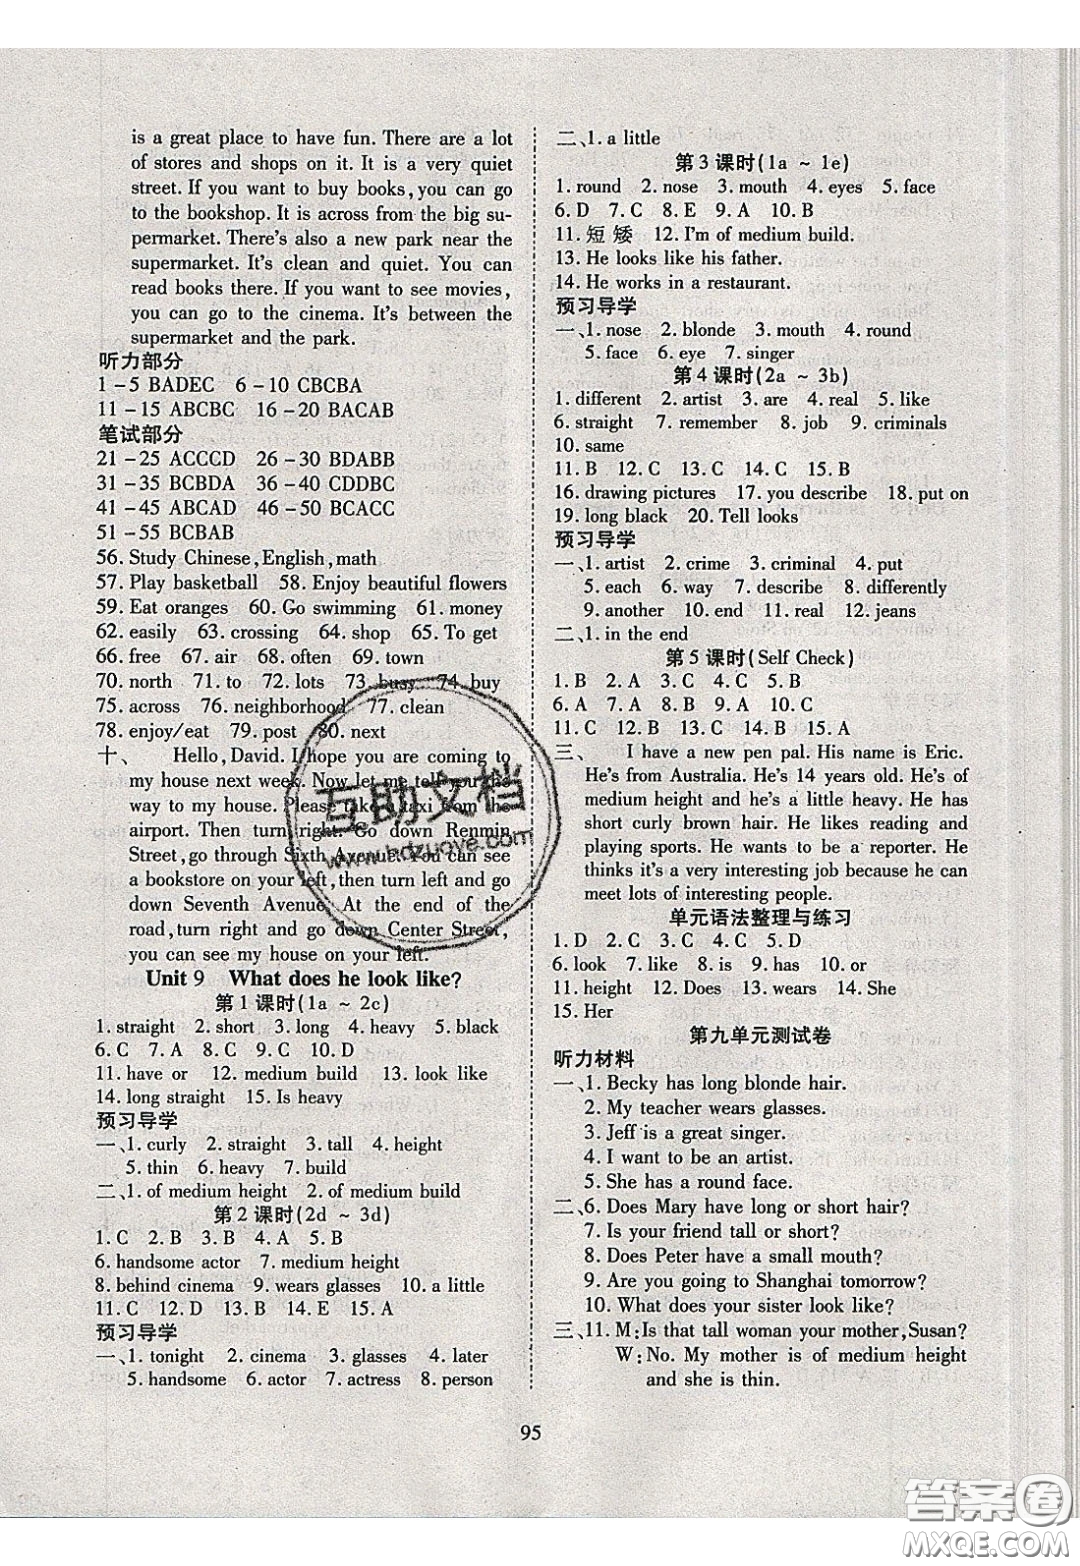 is a great place to have fun. There are a lot
of stores and shops on it. It is a very quiet
street. If you want to buy books,you can go
to the bookshop. It is across from the big su-
permarket. There's also a new park near the
supermarket. It's clean and quiet. You can
read books there. If you want to see movies,
you can go to the cinema. It's between the
supermarket and the park.
听力部分
1-5 BADEC 6-10 CBCBA
11-15 ABCBC 16-20 BACAB
笔试部分
21-25 ACCCD 26-30 BDABB
31-35 BCBDA 36-40 CDDBC
41-45 ABCAD 46-50 BCACC
51-55 BCBAB
56. Study Chinese,English,math
57. Play basketball 58. Enjoy beautiful flowers
59. Eat oranges 60. Go swimming 61. money
62. easily 63. crossing 64. shop 65. To get
66. free 67. air 68. often 69. town
70. north 71. to 72. lots 73. busy 74. buy
75. across 76. neighborhood 77. clean
78. enjoy/eat 79. post 80. next
十、 Hello,David. I hope you are coming to
my house next week. Now let me tell you the
way to my house. Please take a taxi from the
airport. Then turn right. Go down Renmin
Street,go through Sixth Avenue. You can see
a bookstore on your left,then turn left and go
down Seventh Avenue. At the end of the
road,turn right and go down Center Street,
you can see my house on your left.
Unit 9 What does he look like?
第1课时(1a ~ 2c)
1. straight 2. short 3. long 4. heavy 5. black
6. C 7. A 8. C 9. C 10. D
11. have or 12. medium build 13. look like
14. long straight 15. Is heavy
预习导学
一、1. curly 2. straight 3. tall 4. height
5. thin 6. heavy 7. build
二、1. of medium height 2. of medium build
第2课时(2d ~ 3d)
1. C 2. B 3. B 4. A 5. B
6. handsome actor 7. medium height
8. behind cinema 9. wears glasses 10. a little
11. C 12. D 13. B 14. E 15. A
预习导学
一、1. tonight 2. cinema 3. glasses 4. later
5. handsome 6. actor 7. actress 8. person
二、1. a little
第3课时(1a ~ 1e)
1. round 2. nose 3. mouth 4. eyes 5. face
6. D 7. C 8. E 9. A 10. B
11. 短 矮 12. I'm of medium build.
13. He looks like his father.
14. He works in a restaurant.
预习导学
一、1. nose 2. blonde 3. mouth 4. round
5. face 6. eye 7. singer
第4课时(2a ~ 3b)
1. different 2. artist 3. are 4. real 5. like
6. straight 7. remember 8. job 9. criminals
10. same
11. B 12. C 13. C 14. C 15. B
16. drawing pictures 17. you describe 18. put on
19. long black 20. Tell looks
预习导学
一、1. artist 2. crime 3. criminal 4. put
5. each 6. way 7. describe 8. differently
9. another 10. end 11. real 12. jeans
二、1. in the end
第5课时(Self Check)
1. B 2. A 3. C 4. C 5. A
6. A 7. A 8. B 9. A 10. C
11. C 12. B 13. C 14. B 15. A
三、 I have a new pen pal. His name is Eric.
He's from Australia. He's 14 years old. He's of
medium height and he's a little heavy. He has
short curly brown hair. He likes reading and
playing sports. He wants to be a reporter. He
thinks it's a very interesting job because he can
meet lots of interesting people.
单元语法整理与练习
1. D 2. C 3. C 4. C 5. D
6. look 7. like 8. is 9. has 10. or
11. height 12. Does 13. wears 14. She
15. Her
第九单元测试卷
听力材料
一、1. Becky has long blonde hair.
2. My teacher wears glasses.
3. Jeff is a great singer.
4. I want to be an artist.
5. She has a round face.
二、6. Does Mary have long or short hair?
7. Is your friend tall or short?
8. Does Peter have a small mouth?
9. Are you going to Shanghai tomorrow?
10. What does your sister look like?
三、11. M:Is that tall woman your mother,Susan?
W:No. My mother is of medium height
and she is thin.
95
互助文档
www.hdzuoye.com
答案圈
MXQE.COM